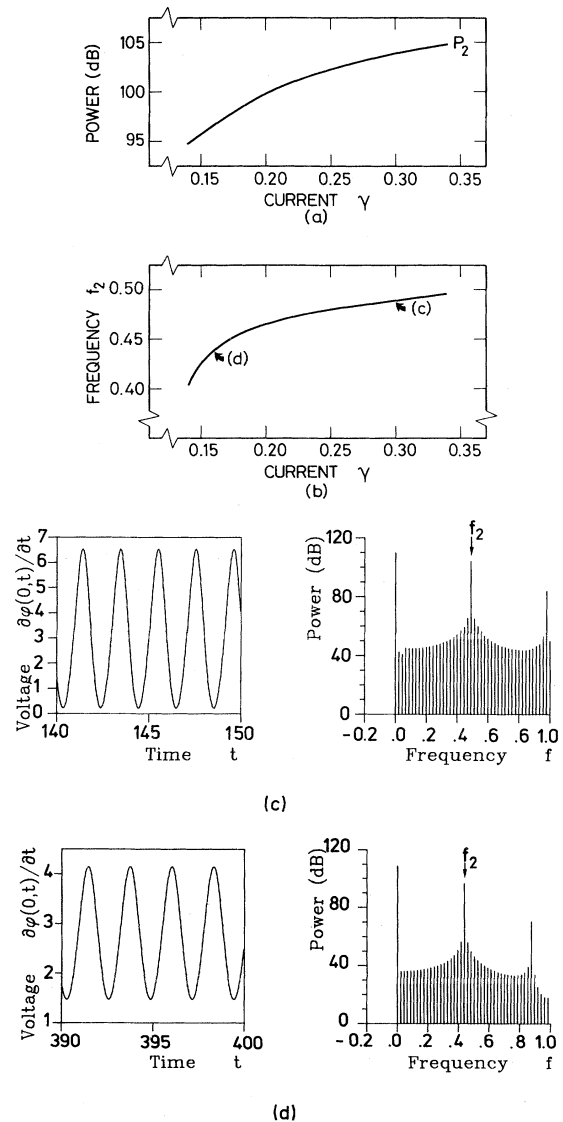 POWER (dB)
105
100
95
P2
0.15 0.20 0.25 0.30 0.35
CURRENT γ
(a)
FREQUENCY f2
0.50
0.45
0.40
(c)
(d)
0.15 0.20 0.25 0.30 0.35
CURRENT γ
(b)
Voltage ∂φ(0,t)/∂t
7
6
5
4
3
2
1
0
140 145 150
Time t
Power (dB)
120
80
40
0
f2
-0.2 .0 .2 .4 .6 .6 1.0
Frequency f
(c)
Voltage ∂φ(0,t)/∂t
4
3
2
1
390 395 400
Time t
Power (dB)
120
80
40
0
f2
-0.2 .0 .2 .4 .6 .8 1.0
Frequency f
(d)